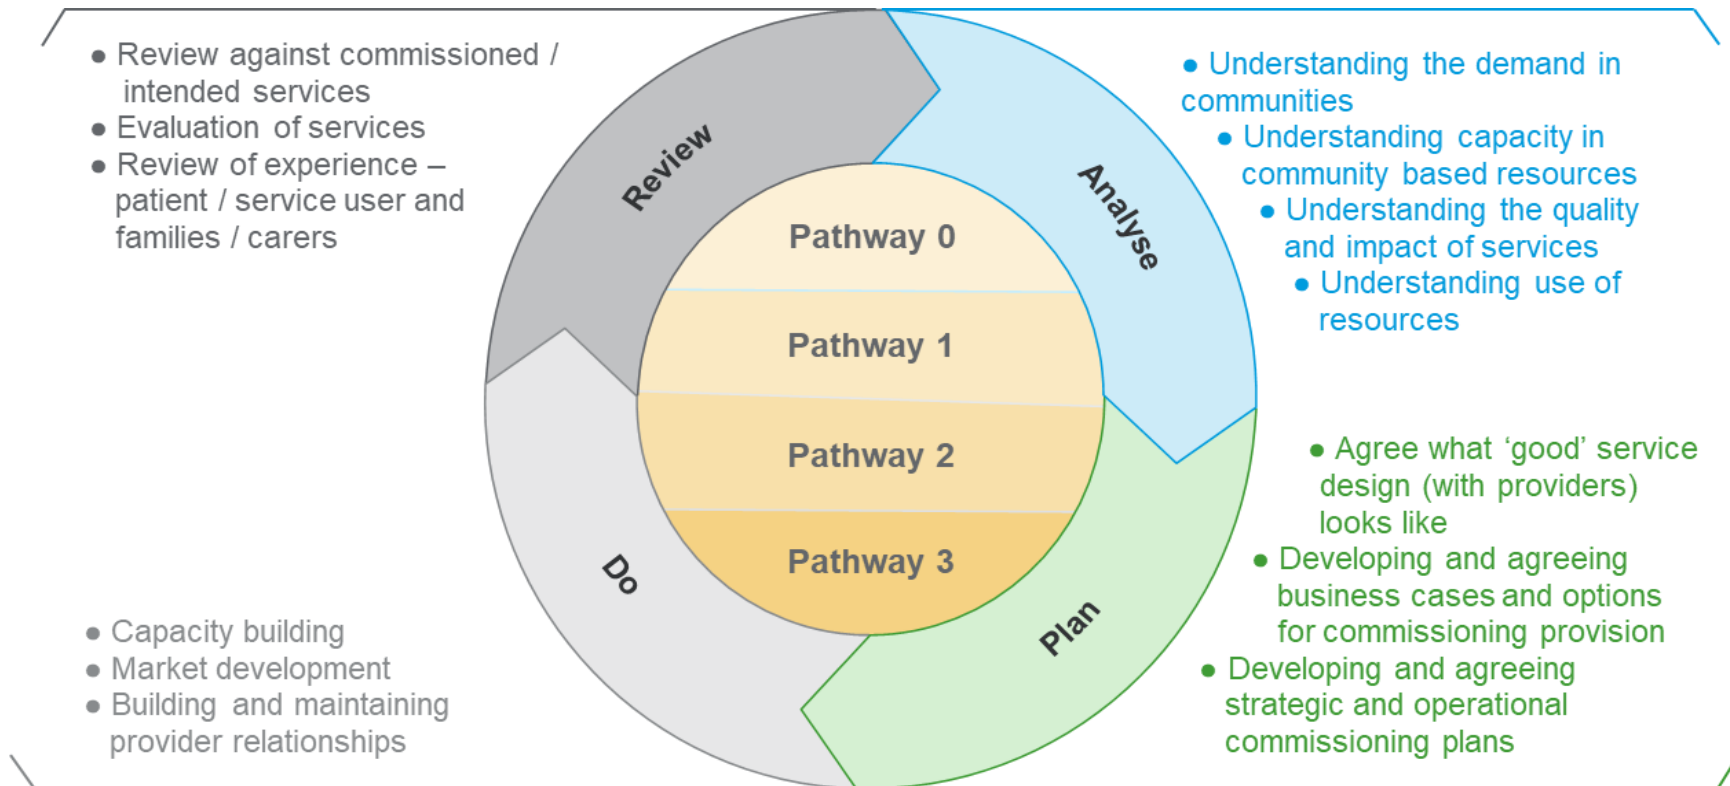 ● Review against commissioned /
intended services
● Evaluation of services
● Review of experience –
patient / service user and
families / carers
Review
Analyse
● Understanding the demand in
communities
● Understanding capacity in
community based resources
● Understanding the quality
and impact of services
● Understanding use of
resources
Pathway 0
Pathway 1
Pathway 2
Pathway 3
Do
Plan
● Capacity building
● Market development
● Building and maintaining
provider relationships
● Agree what ‘good’ service
design (with providers)
looks like
● Developing and agreeing
business cases and options
for commissioning provision
● Developing and agreeing
strategic and operational
commissioning plans